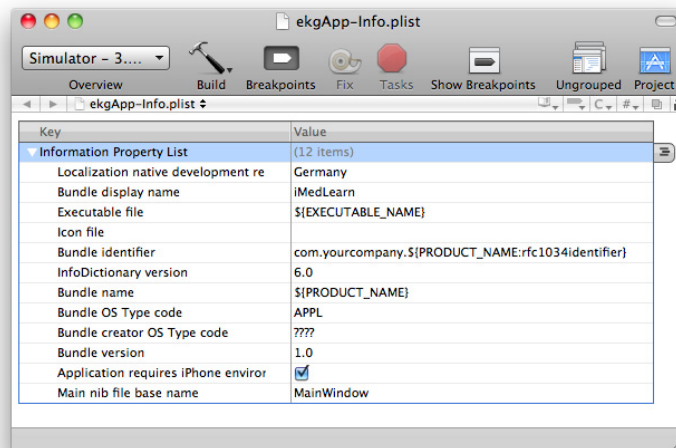 ekgApp-Info.plist
Simulator - 3....
Overview Build Breakpoints Fix Tasks Show Breakpoints Ungrouped Project
ekgApp-Info.plist
C #
Key Value
Information Property List (12 items)
Localization native development re Germany
Bundle display name iMedLearn
Executable file ${EXECUTABLE_NAME}
Icon file
Bundle identifier com.yourcompany.${PRODUCT_NAME:rfc1034identifier}
InfoDictionary version 6.0
Bundle name ${PRODUCT_NAME}
Bundle OS Type code APPL
Bundle creator OS Type code ????
Bundle version 1.0
Application requires iPhone enviror
Main nib file base name MainWindow